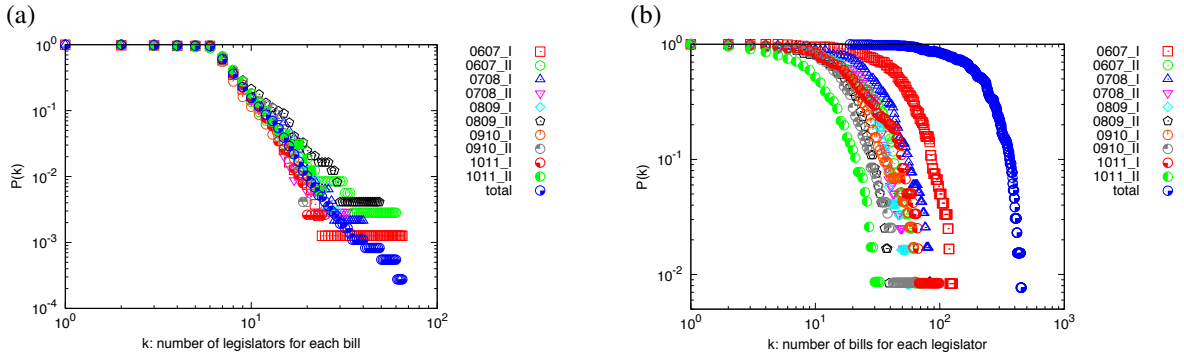 (a)
10^0
10^-1
10^-2
10^-3
10^-4
P(k)
10^0
10^1
10^2
k: number of legislators for each bill
0607_I
0607_II
0708_I
0708_II
0809_I
0809_II
0910_I
0910_II
1011_I
1011_II
total
(b)
10^0
10^-1
10^-2
P(k)
10^0
10^1
10^2
10^3
k: number of bills for each legislator
0607_I
0607_II
0708_I
0708_II
0809_I
0809_II
0910_I
0910_II
1011_I
1011_II
total